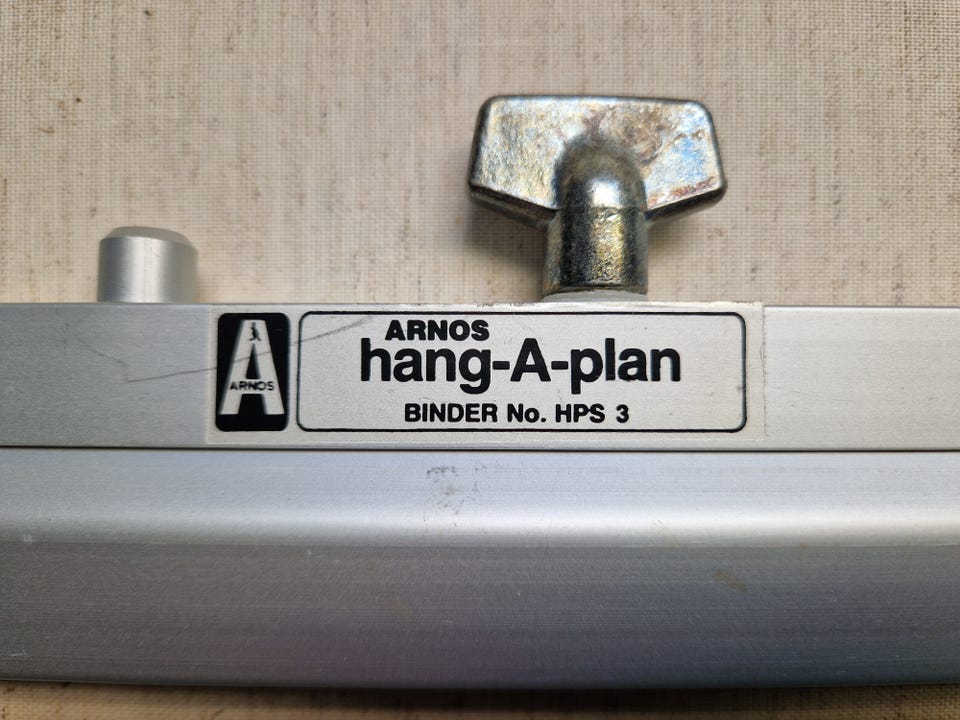 A
ARNOS
ARNOS
hang-A-plan
BINDER No. HPS 3